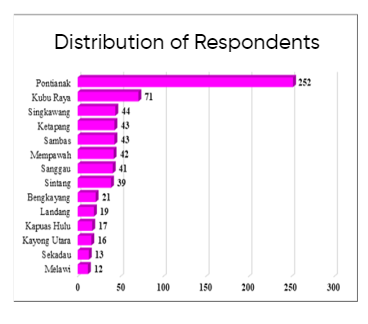 Distribution of Respondents
Pontianak 252
Kubu Raya 71
Singkawang 44
Ketapang 43
Sambas 43
Mempawah 42
Sanggau 41
Sintang 39
Bengkayang 21
Landang 19
Kapuas Hulu 17
Kayong Utara 16
Sekadau 13
Melawi 12
0 50 100 150 200 250 300